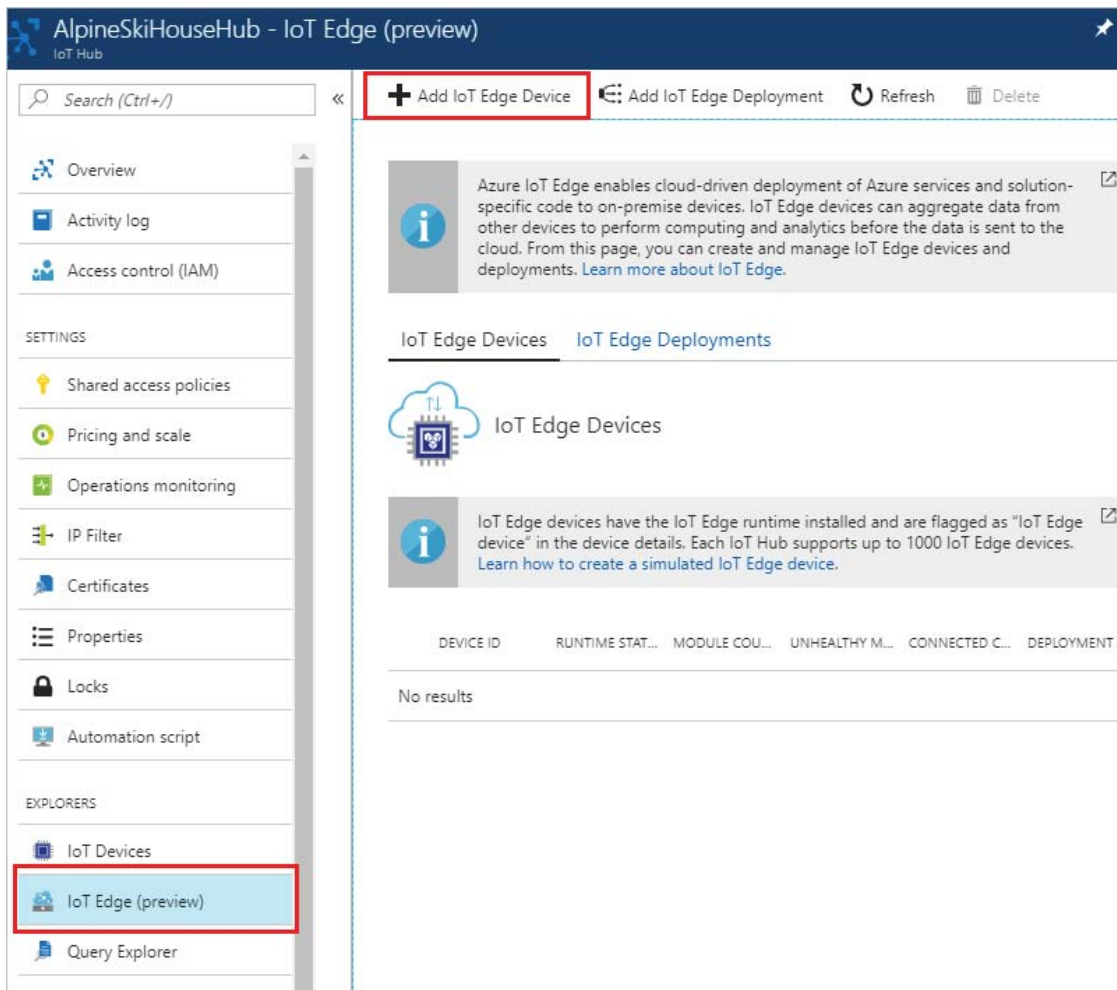 AlpineSkiHouseHub - IoT Edge (preview)
IoT Hub
Search (Ctrl+/)
«
Overview
Activity log
Access control (IAM)
SETTINGS
Shared access policies
Pricing and scale
Operations monitoring
IP Filter
Certificates
Properties
Locks
Automation script
EXPLORERS
IoT Devices
IoT Edge (preview)
Query Explorer
Add IoT Edge Device Add IoT Edge Deployment Refresh Delete
Azure IoT Edge enables cloud-driven deployment of Azure services and solution-
specific code to on-premise devices. IoT Edge devices can aggregate data from
other devices to perform computing and analytics before the data is sent to the
cloud. From this page, you can create and manage IoT Edge devices and
deployments. Learn more about IoT Edge.
IoT Edge Devices IoT Edge Deployments
IoT Edge Devices
IoT Edge devices have the IoT Edge runtime installed and are flagged as "IoT Edge
device" in the device details. Each IoT Hub supports up to 1000 IoT Edge devices.
Learn how to create a simulated IoT Edge device.
DEVICE ID RUNTIME STAT... MODULE COU... UNHEALTHY M... CONNECTED C... DEPLOYMENT
No results